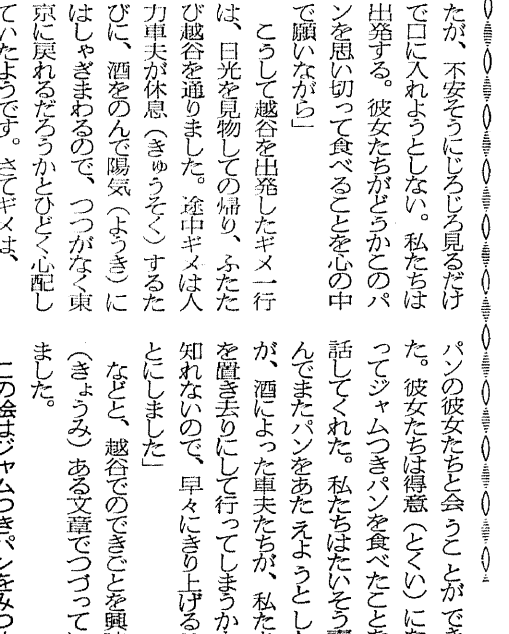 たが、不安そうにじろじろ見るだけ
で口に入れようとしない。私たちは
出発する。彼女たちがどうかこのパ
ンを思い切って食べることを心の中
で願いながら」
こうして越谷を出発したギメ一行
は、日光を見物しての帰り、ふたた
び越谷を通りました。途中ギメは人
力車夫が休息（きゅうそく）するた
びに、酒をのんで陽気（ようき）に
はしゃぎまわるので、つつがなく東
京に戻れるだろうかとひどく心配し
ていたようです。さてギメは、
パンの彼女たちと会うことができ
た。彼女たちは得意（とくい）にな
ってジャムつきパンを食べたことを
話してくれた。私たちはたいそう
んでまたパンをあたえようとし
が、酒によった車夫たちが、私た
を置き去りにして行ってしまうか
知れないので、早々にきり上げる
とにしました」
などと、越谷でのできごとを興
（きょうみ）ある文章でつづって
ました。
この会はジャムつきパンをみつ